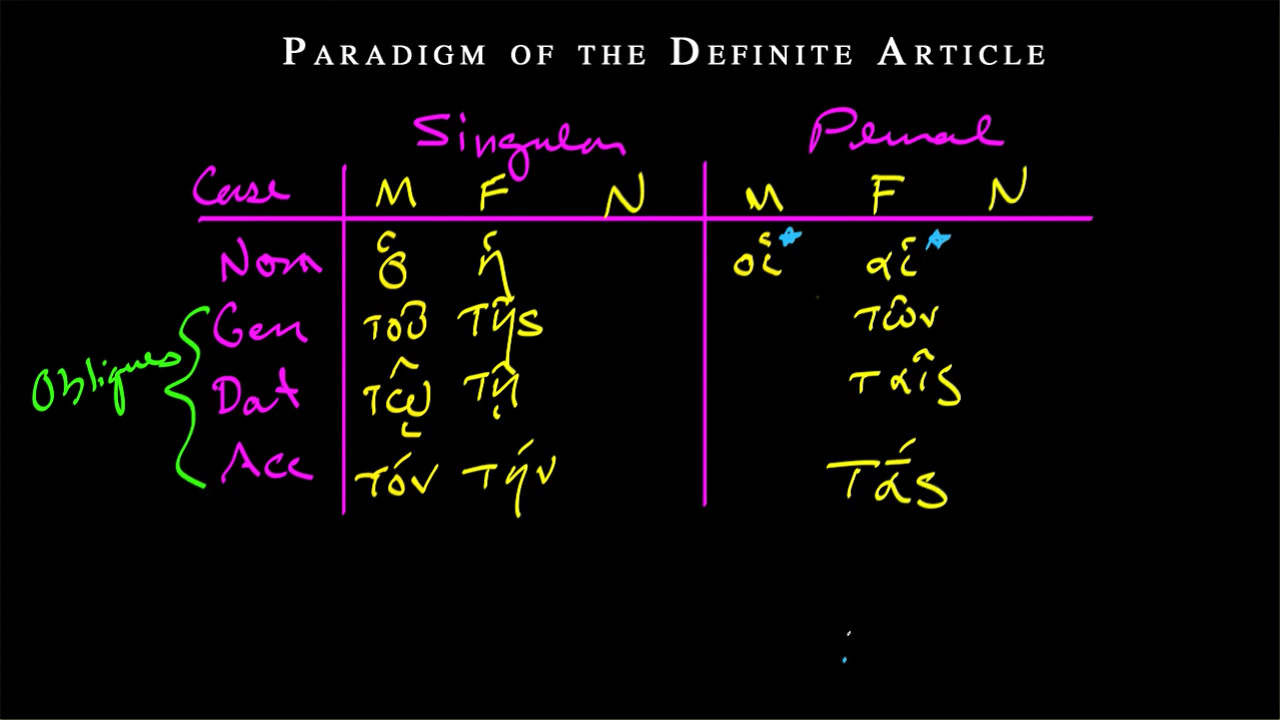 PARADIGM OF THE DEFINITE ARTICLE
Singular Plural
Case M F N M F N
Nom ὁ ἡ οἱ* αἱ*
Gen τοῦ τῆς τῶν
Obliques
Dat τῷ τῇ ταῖς
Acc τόν τήν τάς